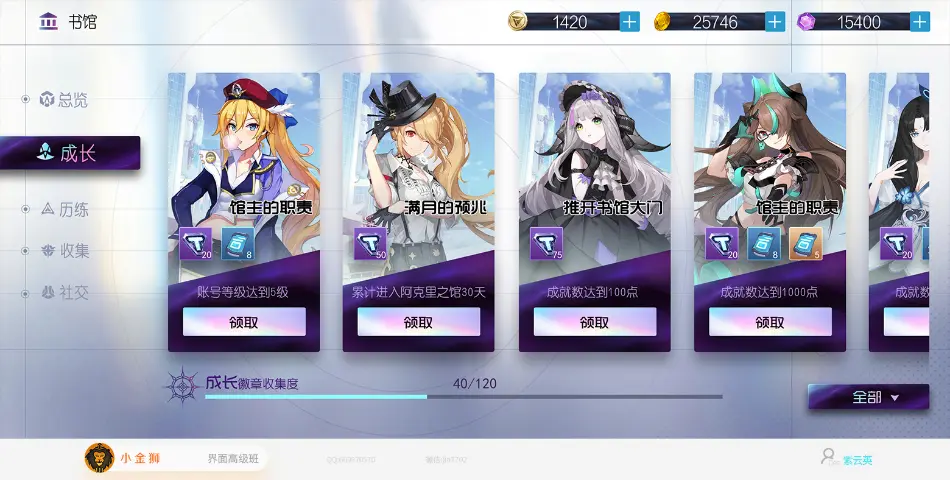 书馆
1420
25746
15400
总览
成长
历练
收集
社交
馆主的职责
20
8
账号等级达到5级
领取
满月的预兆
50
累计进入阿克里之馆30天
领取
推开书馆大门
75
成就数达到100点
领取
馆主的职责
20
8
5
成就数达到1000点
领取
20
成就数
成长徽章收集度
40/120
全部
小金狮
界面高级班
紫云英